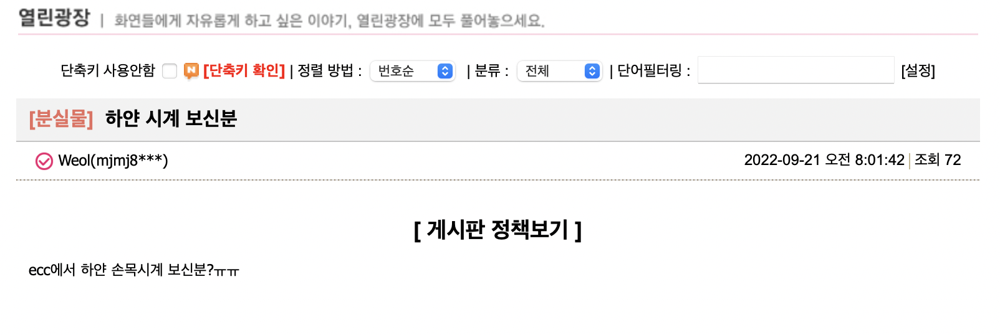 열린광장 | 화연들에게 자유롭게 하고 싶은 이야기, 열린광장에 모두 풀어놓으세요.
단축키 사용안함 N [단축키 확인] | 정렬 방법 : 번호순 | 분류 : 전체 | 단어필터링 : [설정]
[분실물] 하얀 시계 보신분
Weol(mjmj8***) 2022-09-21 오전 8:01:42 | 조회 72
[ 게시판 정책보기 ]
ecc에서 하얀 손목시계 보신분?ㅠㅠ